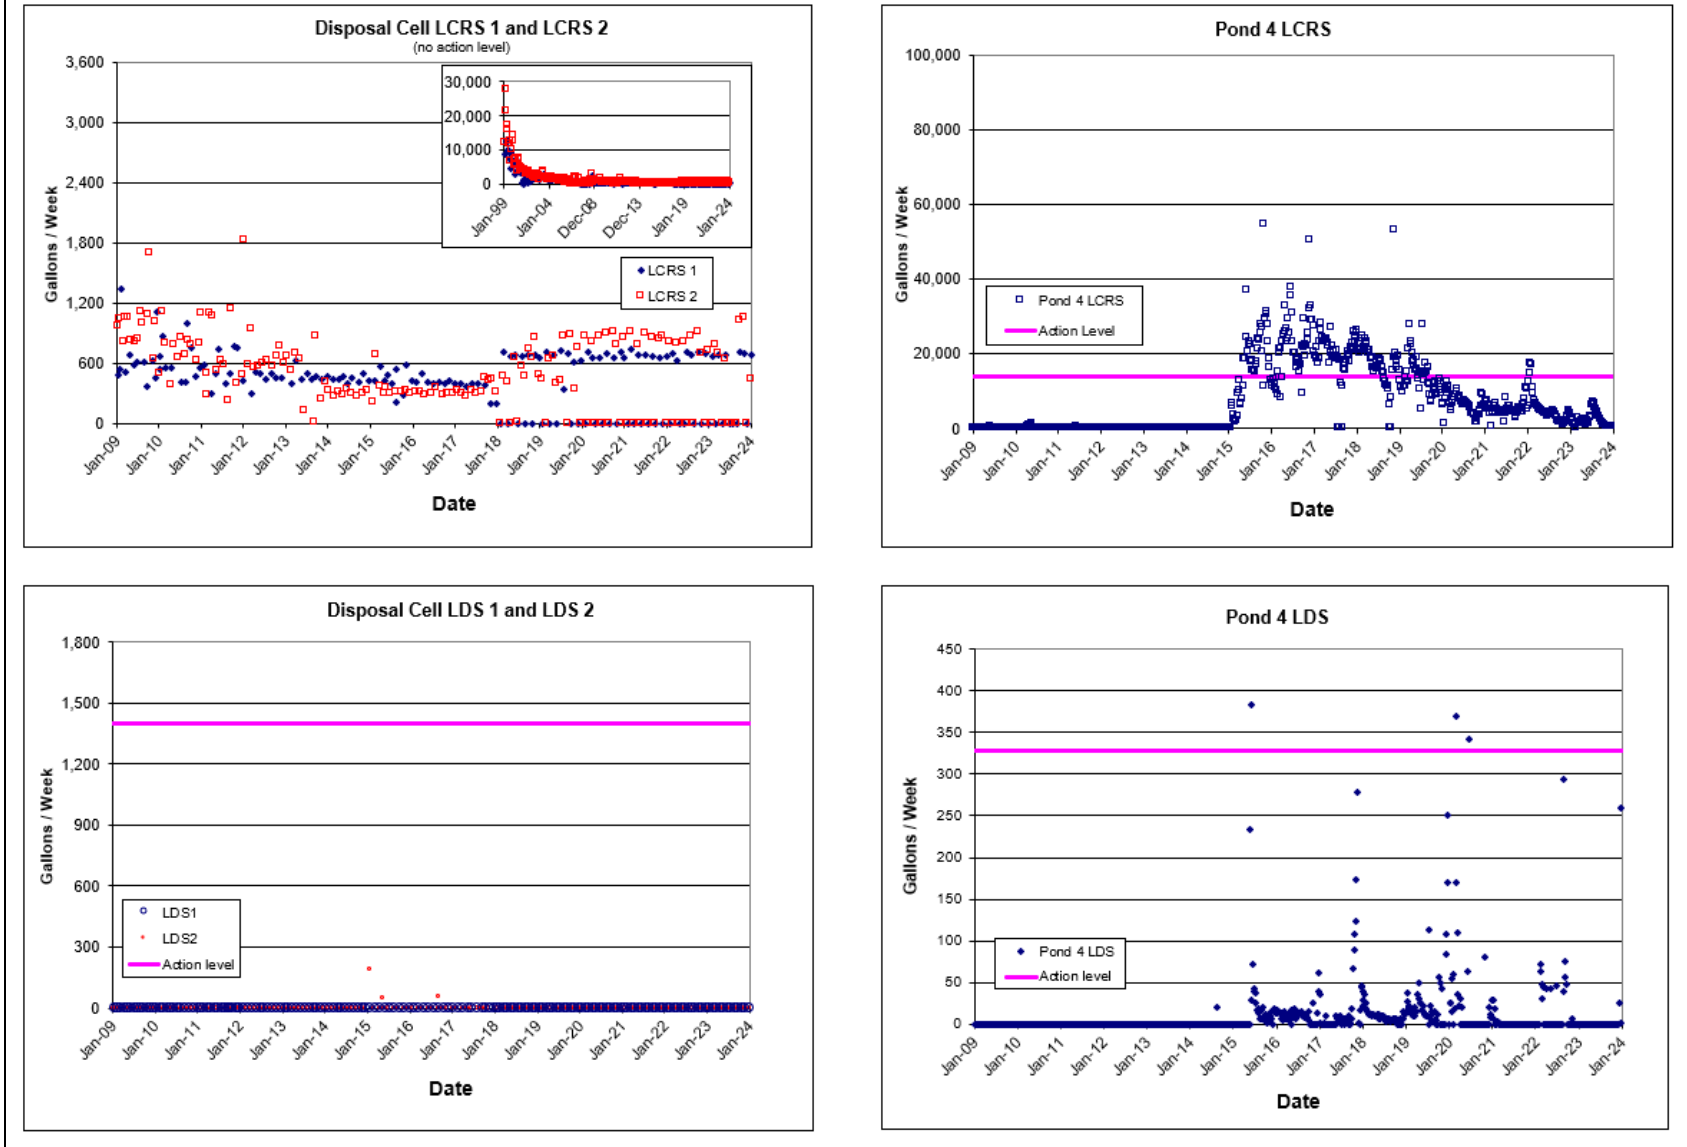 Disposal Cell LCRS 1 and LCRS 2
(no action level)
Gallons / Week
3,600
3,000
2,400
1,800
1,200
600
0
30,000
20,000
10,000
0
Jan-99
Jan-04
Dec-08
Dec-13
Jan-19
Jan-24
LCRS 1
LCRS 2
Jan-09
Jan-10
Jan-11
Jan-12
Jan-13
Jan-14
Jan-15
Jan-16
Jan-17
Jan-18
Jan-19
Jan-20
Jan-21
Jan-22
Jan-23
Jan-24
Date
Pond 4 LCRS
Gallons / Week
100,000
80,000
60,000
40,000
20,000
0
Pond 4 LCRS
Action Level
Jan-09
Jan-10
Jan-11
Jan-12
Jan-13
Jan-14
Jan-15
Jan-16
Jan-17
Jan-18
Jan-19
Jan-20
Jan-21
Jan-22
Jan-23
Jan-24
Date
Disposal Cell LDS 1 and LDS 2
Gallons / Week
1,800
1,500
1,200
900
600
300
0
LDS1
LDS2
Action level
Jan-09
Jan-10
Jan-11
Jan-12
Jan-13
Jan-14
Jan-15
Jan-16
Jan-17
Jan-18
Jan-19
Jan-20
Jan-21
Jan-22
Jan-23
Jan-24
Date
Pond 4 LDS
Gallons / Week
450
400
350
300
250
200
150
100
50
0
Pond 4 LDS
Action level
Jan-09
Jan-10
Jan-11
Jan-12
Jan-13
Jan-14
Jan-15
Jan-16
Jan-17
Jan-18
Jan-19
Jan-20
Jan-21
Jan-22
Jan-23
Jan-24
Date